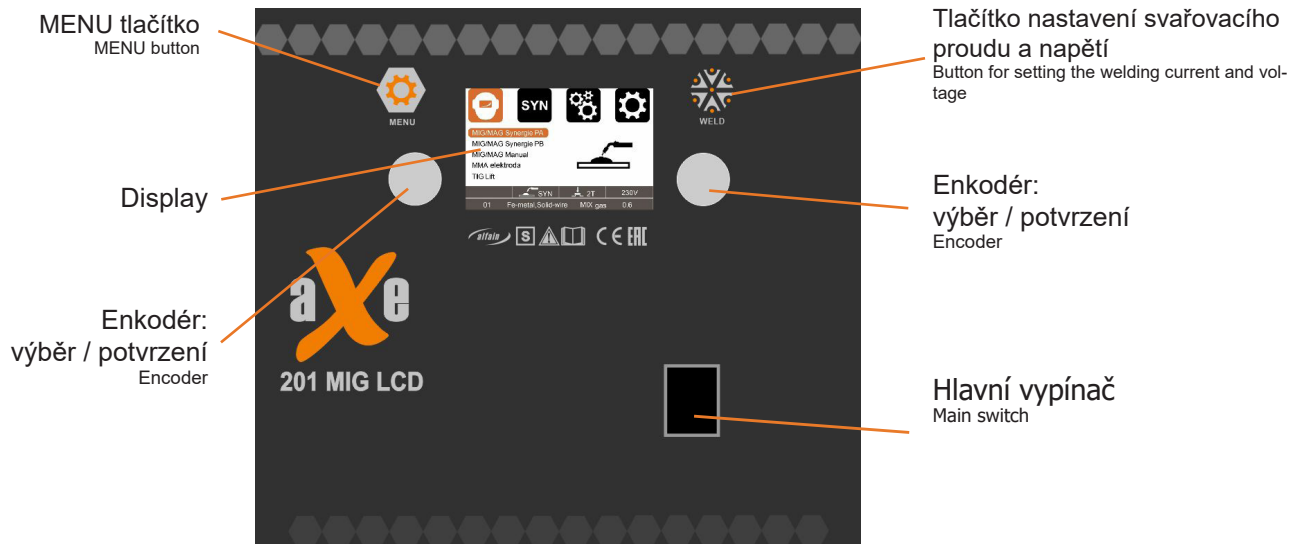 MENU tlačítko
MENU button
Display
Enkodér:
výběr / potvrzení
Encoder
MENU
SYN
MIG/MAG Synergie PA
MIG/MAG Synergie PB
MIG/MAG Manual
MMA elektroda
TIG Lift
SYN 2T 230V
01 Fe-metal,Solid-wire MIX gas 0.6
WELD
alfain S CE EAC
aXe
201 MIG LCD
Tlačítko nastavení svařovacího
proudu a napětí
Button for setting the welding current and vol-
tage
Enkodér:
výběr / potvrzení
Encoder
Hlavní vypínač
Main switch